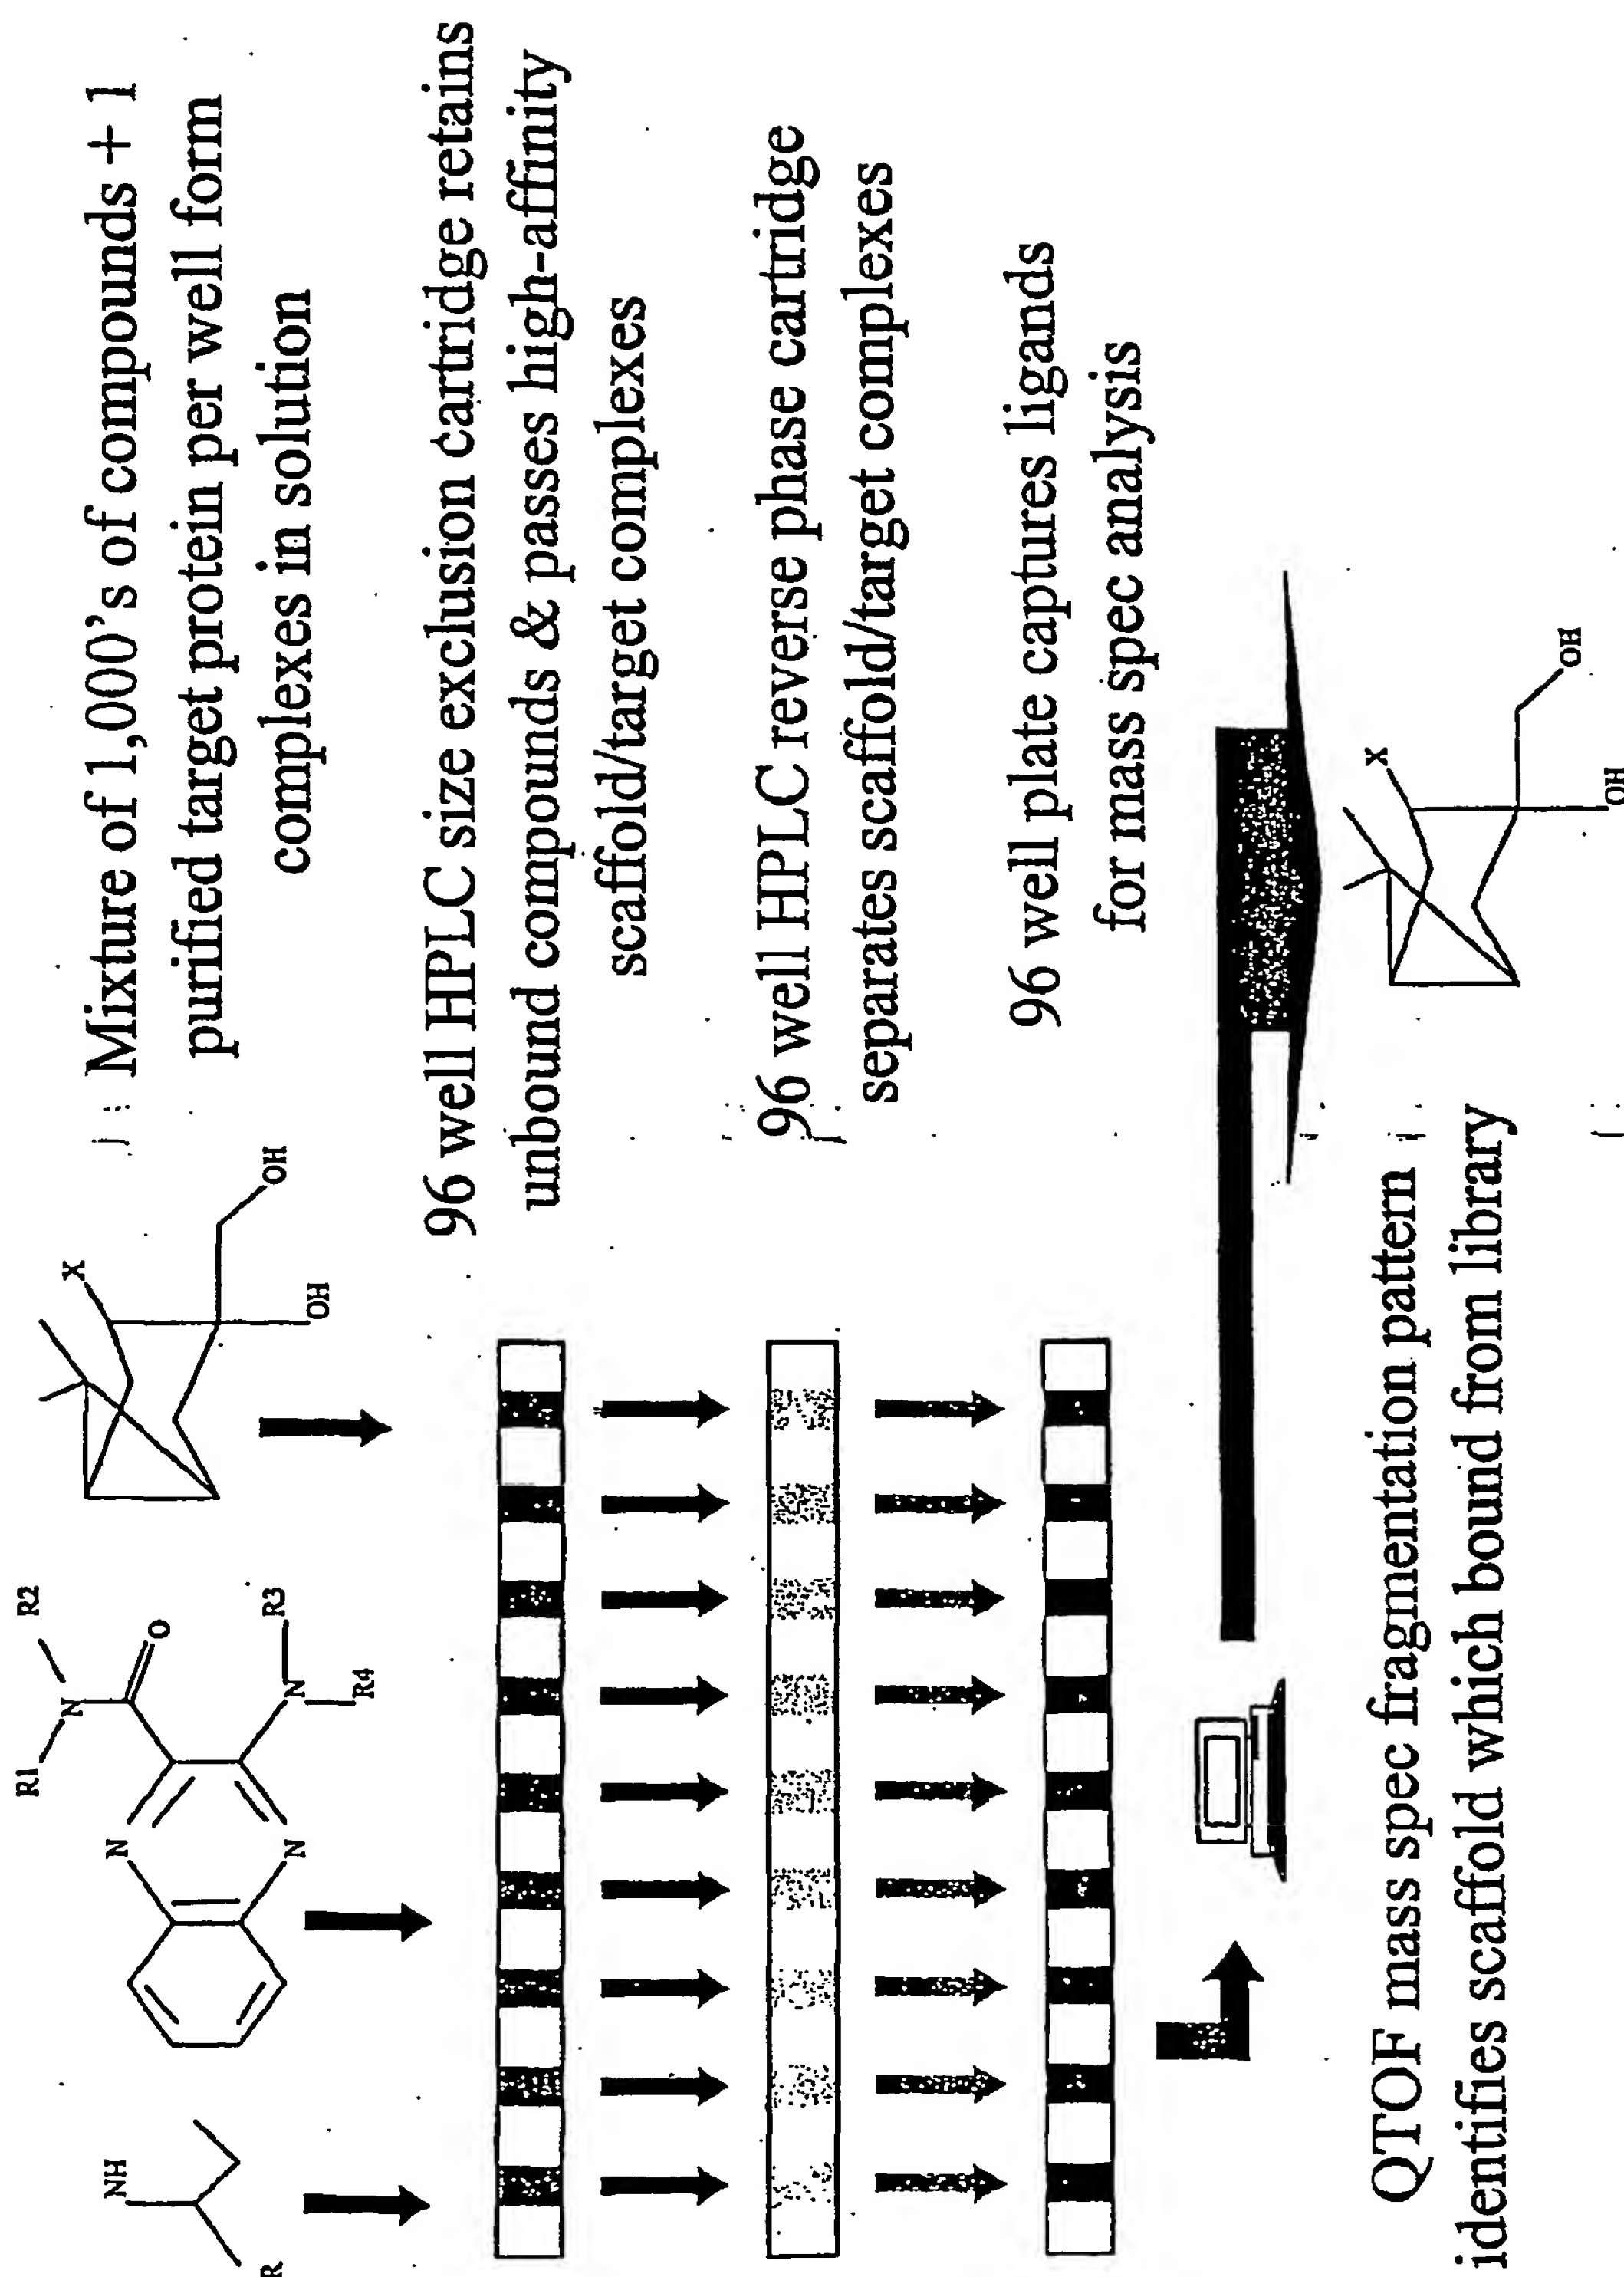 R
NH
R1
R2
N
O
N
N
N
R3
R4
X
OH
OH
Mixture of 1,000's of compounds + 1
purified target protein per well form
complexes in solution
96 well HPLC size exclusion cartridge retains
unbound compounds & passes high-affinity
scaffold/target complexes
96 well HPLC reverse phase cartridge
separates scaffold/target complexes
96 well plate captures ligands
for mass spec analysis
QTOF mass spec fragmentation pattern
identifies scaffold which bound from library
X
OH
OH